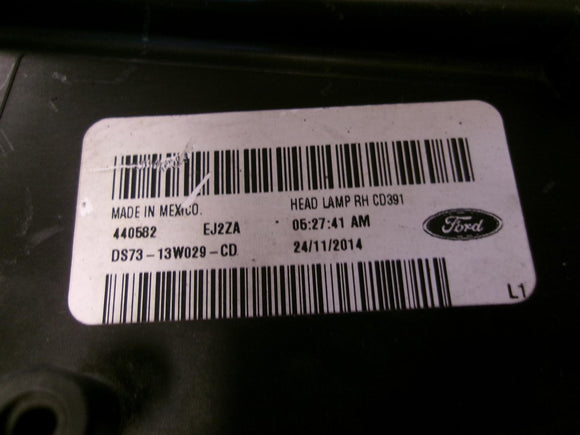 MADE IN MEXICO. HEAD LAMP RH CD391
440582 EJ2ZA 05:27:41 AM
DS73-13W029-CD 24/11/2014
Ford
L1